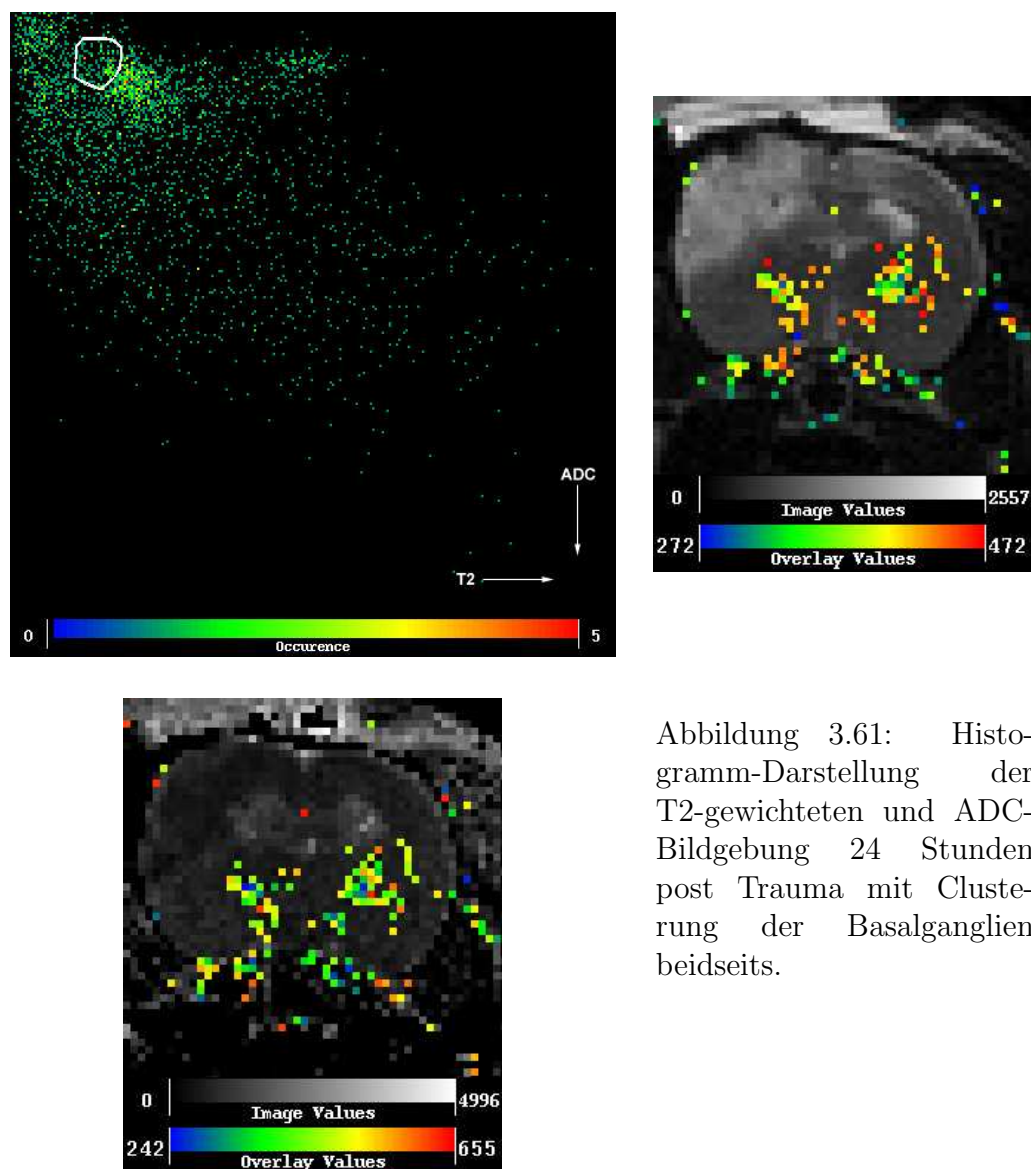 ADC
T2
0 5
Occurence
0 2557
Image Values
272 472
Overlay Values
0 4996
Image Values
242 655
Overlay Values
Abbildung 3.61: Histo-
gramm-Darstellung der
T2-gewichteten und ADC-
Bildgebung 24 Stunden
post Trauma mit Cluste-
rung der Basalganglien
beidseits.